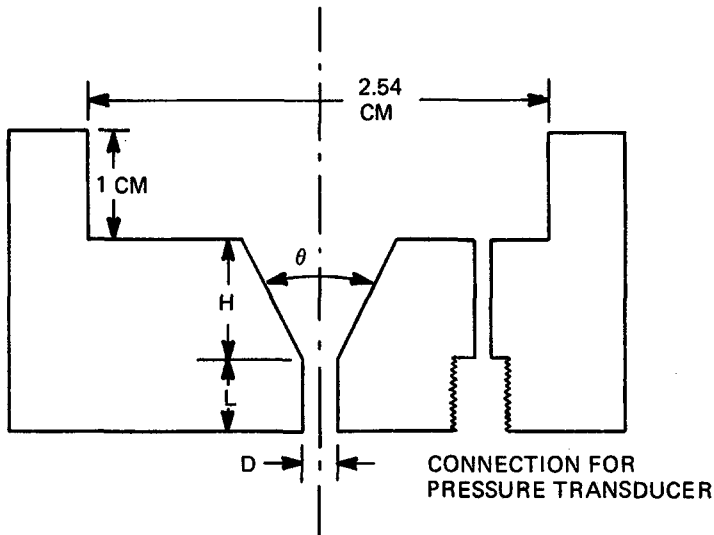 2.54
CM
1 CM
θ
H
L
D
CONNECTION FOR
PRESSURE TRANSDUCER